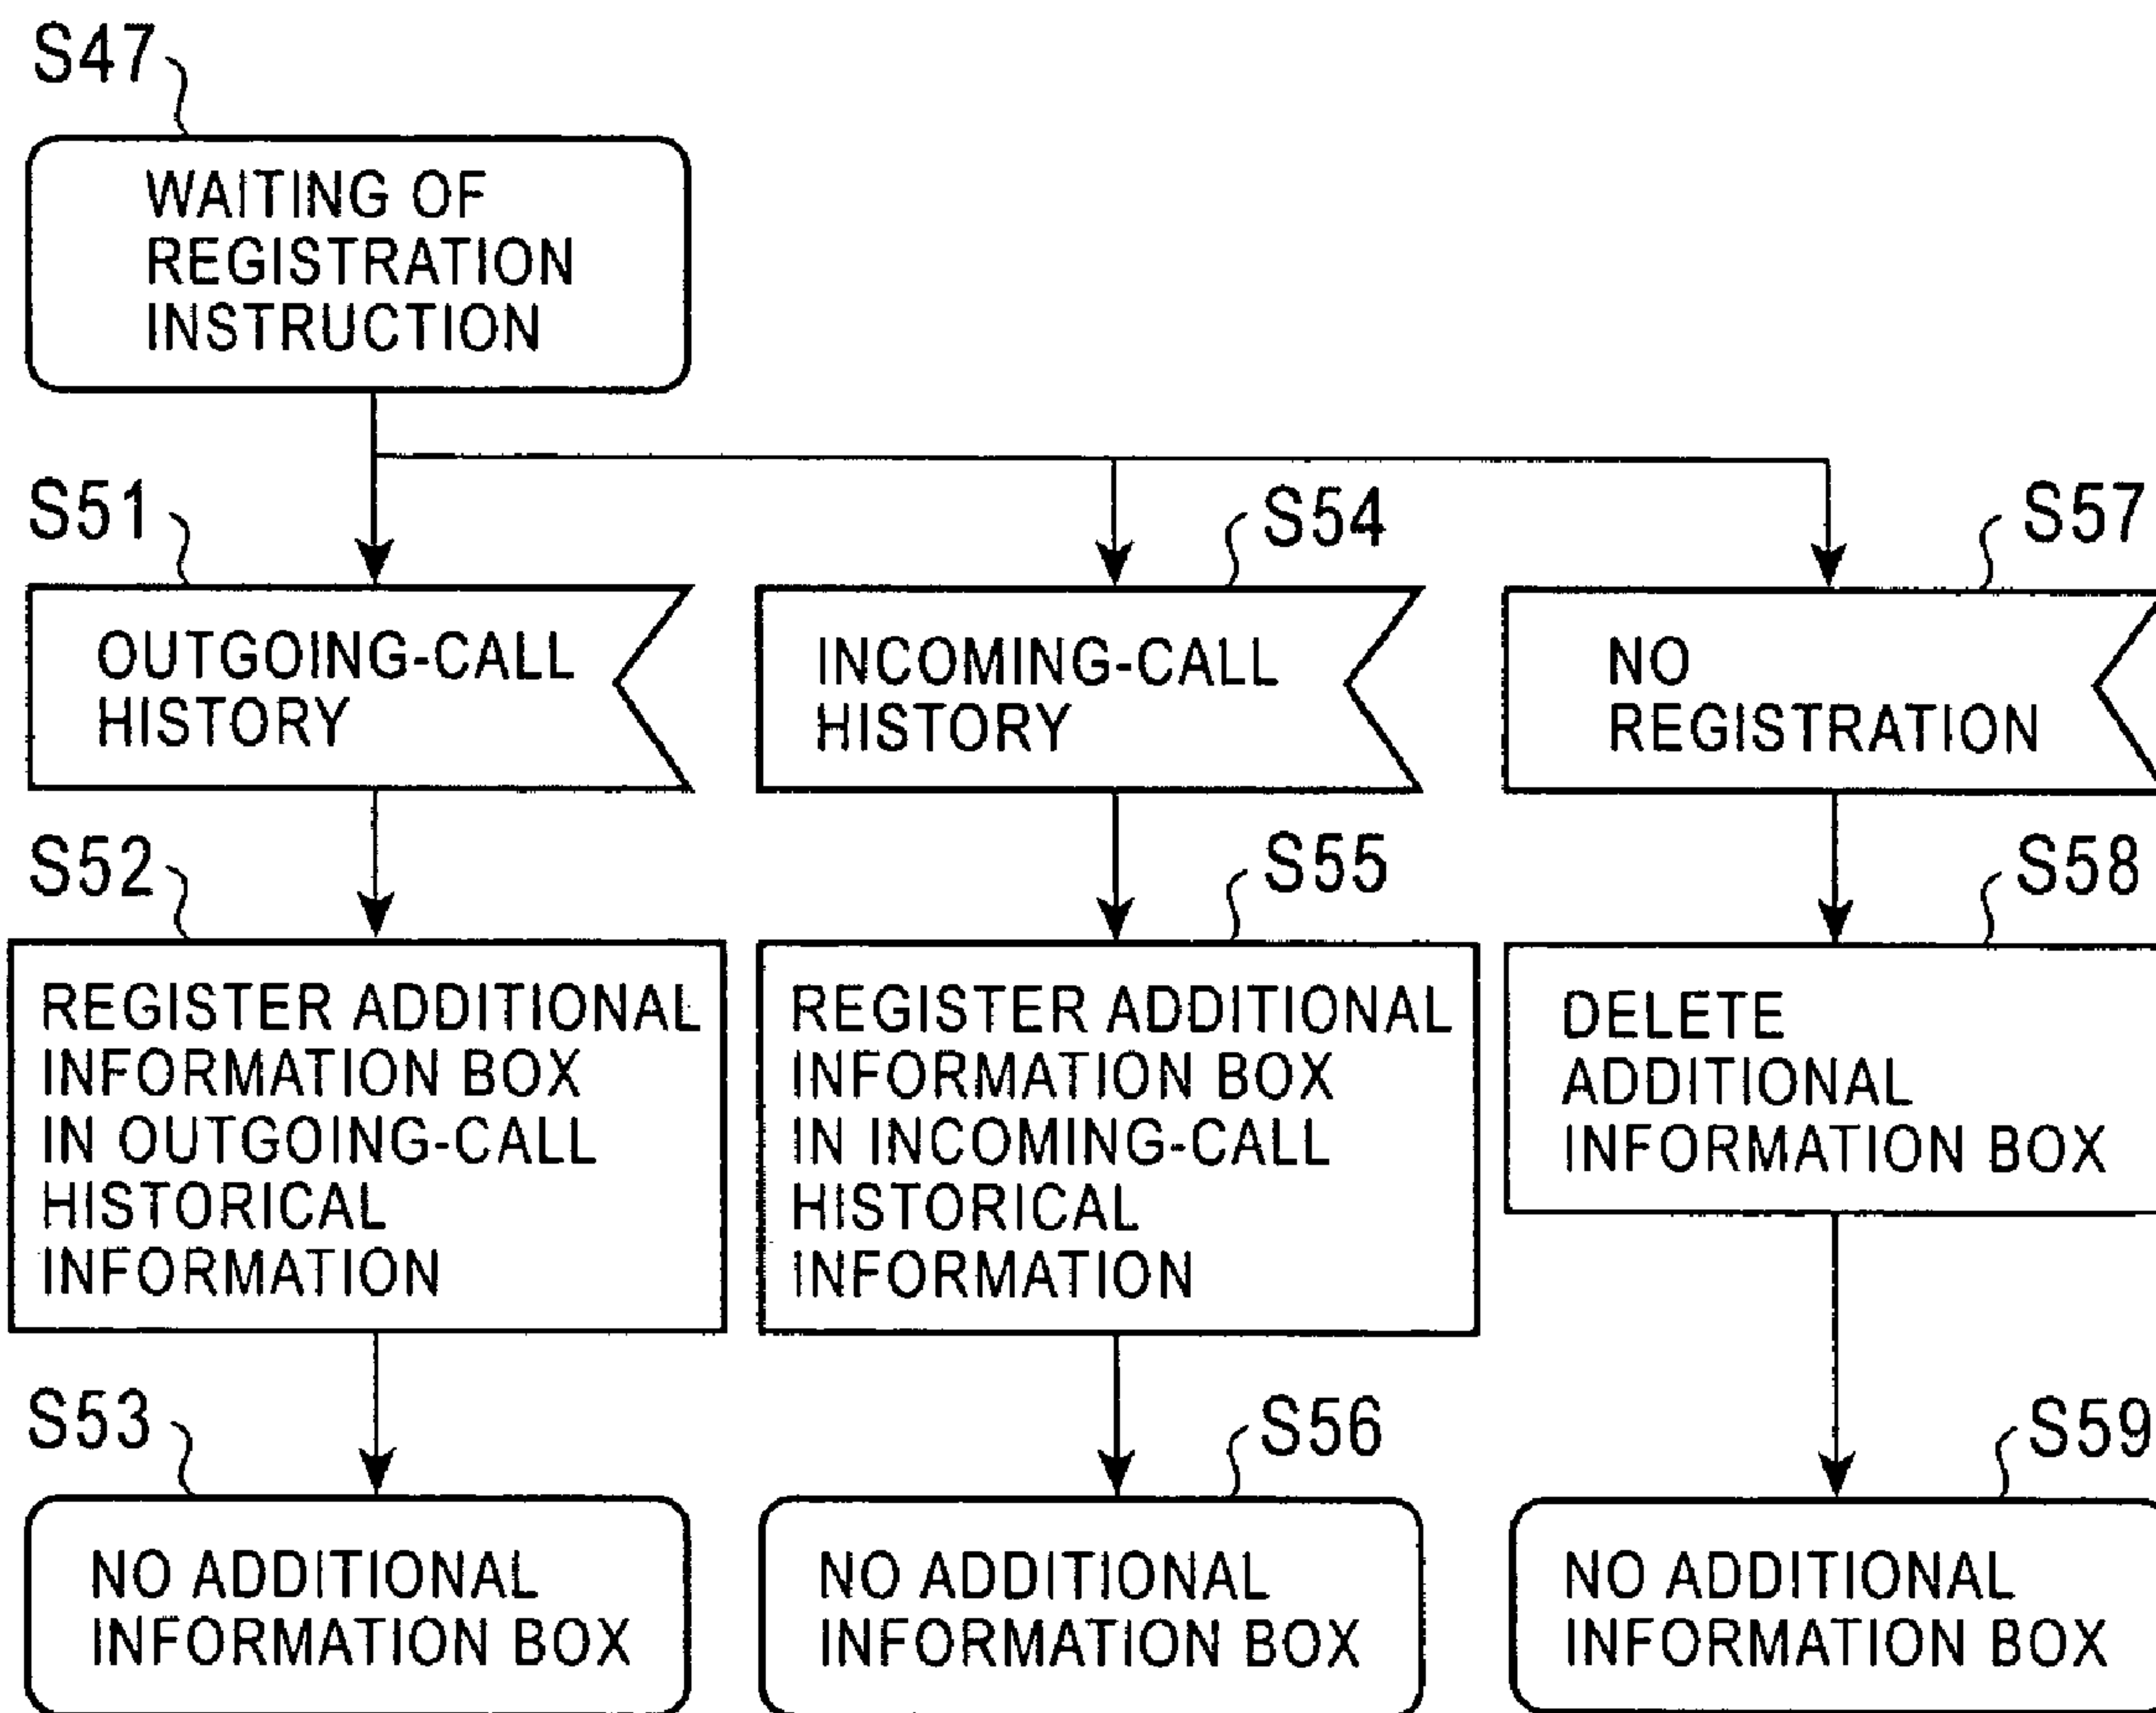 S47
WAITING OF
REGISTRATION
INSTRUCTION
S51
OUTGOING-CALL
HISTORY
S54
INCOMING-CALL
HISTORY
S57
NO
REGISTRATION
S52
REGISTER ADDITIONAL
INFORMATION BOX
IN OUTGOING-CALL
HISTORICAL
INFORMATION
S55
REGISTER ADDITIONAL
INFORMATION BOX
IN INCOMING-CALL
HISTORICAL
INFORMATION
S58
DELETE
ADDITIONAL
INFORMATION BOX
S53
NO ADDITIONAL
INFORMATION BOX
S56
NO ADDITIONAL
INFORMATION BOX
S59
NO ADDITIONAL
INFORMATION BOX